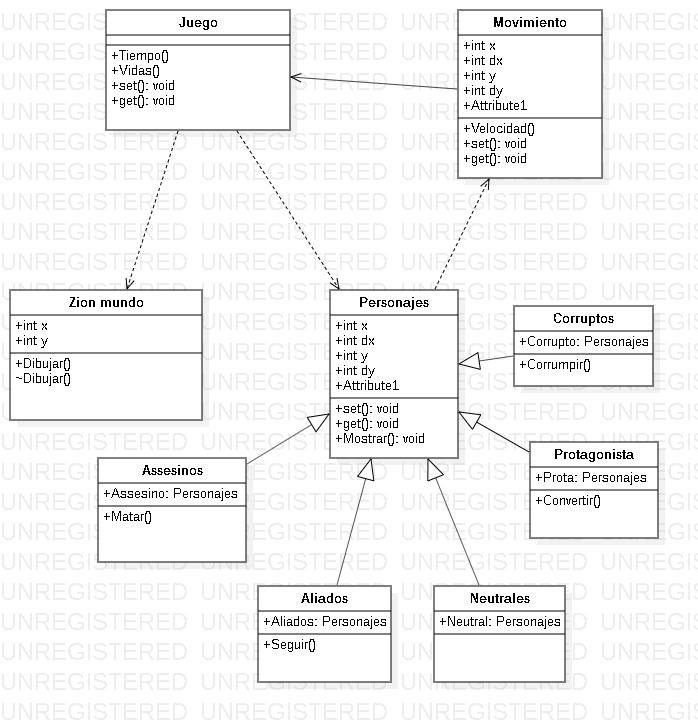 Juego
+Tiempo()
+Vidas()
+set(): void
+get(): void
Movimiento
+int x
+int dx
+int y
+int dy
+Attribute1
+Velocidad()
+set(): void
+get(): void
Zion mundo
+int x
+int y
+Dibujar()
~Dibujar()
Personajes
+int x
+int dx
+int y
+int dy
+Attribute1
+set(): void
+get(): void
+Mostrar(): void
Corruptos
+Corrupto: Personajes
+Corrumpir()
Protagonista
+Prota: Personajes
+Convertir()
Assesinos
+Assesino: Personajes
+Matar()
Aliados
+Aliados: Personajes
+Seguir()
Neutrales
+Neutral: Personajes
UNREGISTERED